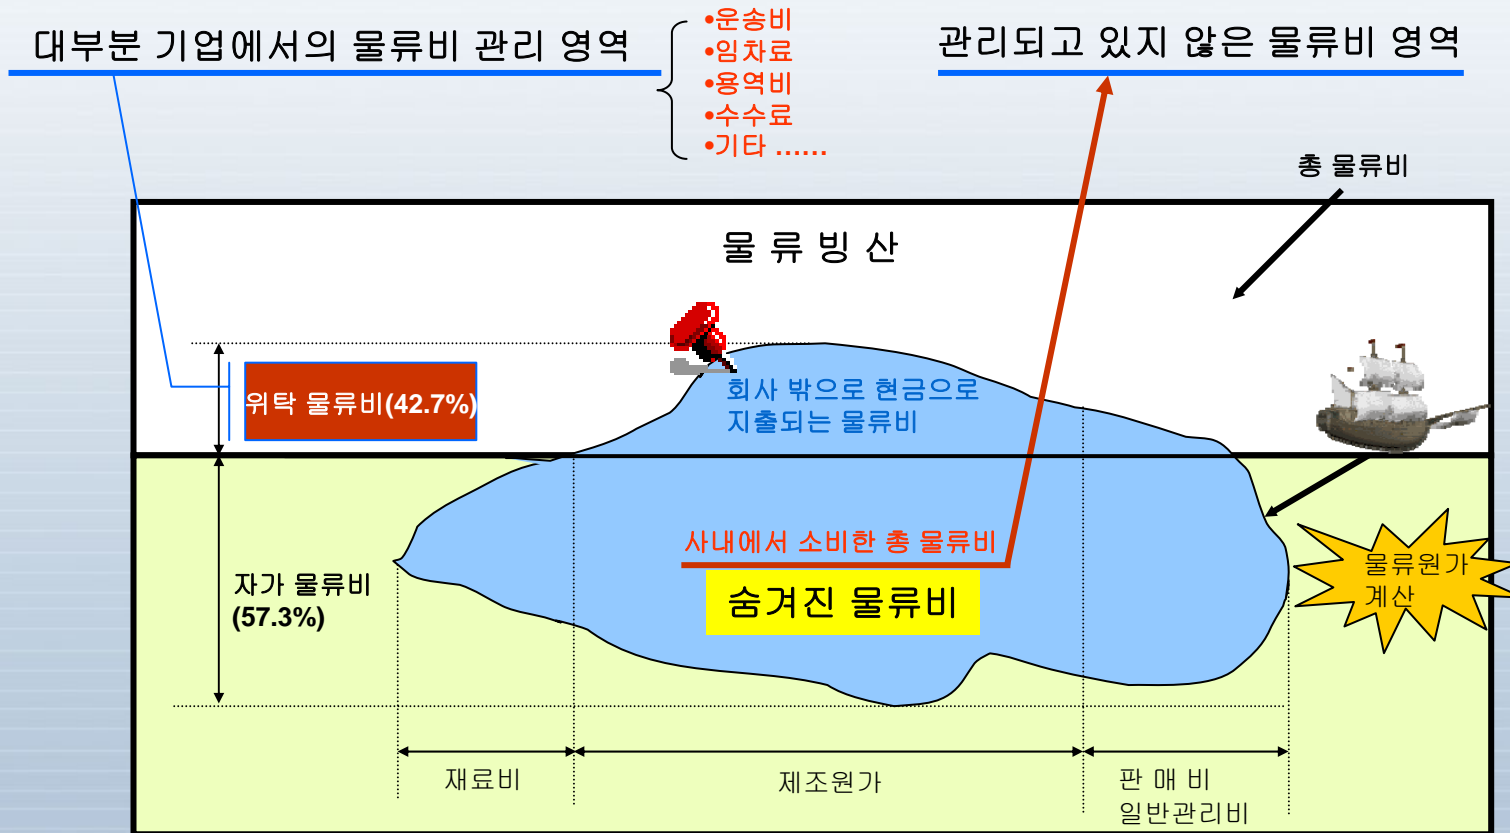 대부분 기업에서의 물류비 관리 영역
•운송비
•임차료
•용역비
•수수료
•기타 ......
관리되고 있지 않은 물류비 영역
총 물류비
물 류 빙 산
위탁 물류비(42.7%)
회사 밖으로 현금으로
지출되는 물류비
사내에서 소비한 총 물류비
숨겨진 물류비
자가 물류비
(57.3%)
물류원가
계산
재료비
제조원가
판 매 비
일반관리비